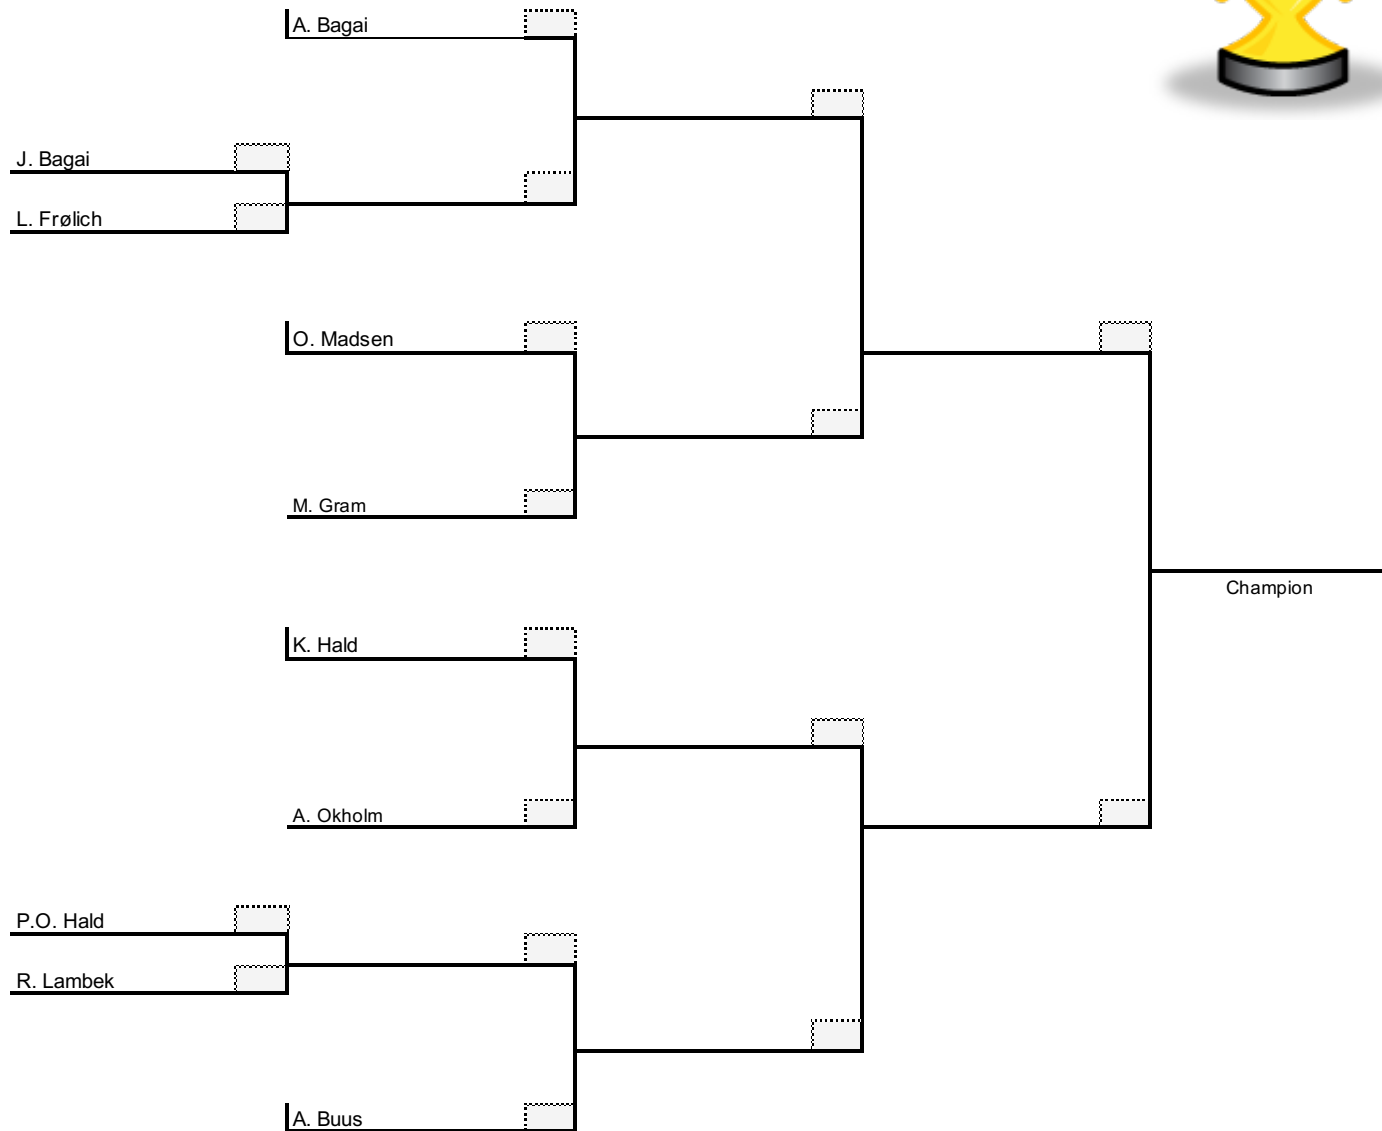 A. Bagai
J. Bagai
L. Frølich
O. Madsen
M. Gram
Champion
K. Hald
A. Okholm
P.O. Hald
R. Lambek
A. Buus